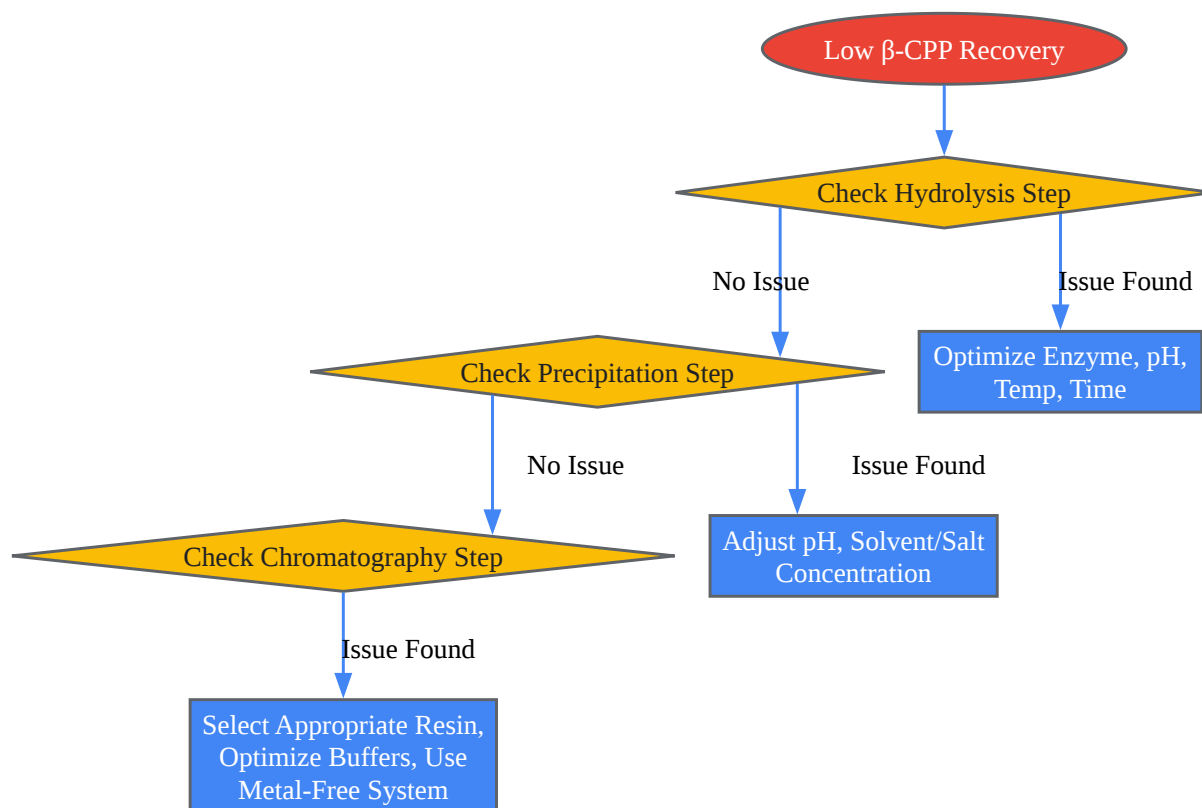 Low β-CPP Recovery
Check Hydrolysis Step
No Issue
Issue Found
Optimize Enzyme, pH,
Temp, Time
Check Precipitation Step
No Issue
Issue Found
Adjust pH, Solvent/Salt
Concentration
Check Chromatography Step
Issue Found
Select Appropriate Resin,
Optimize Buffers, Use
Metal-Free System